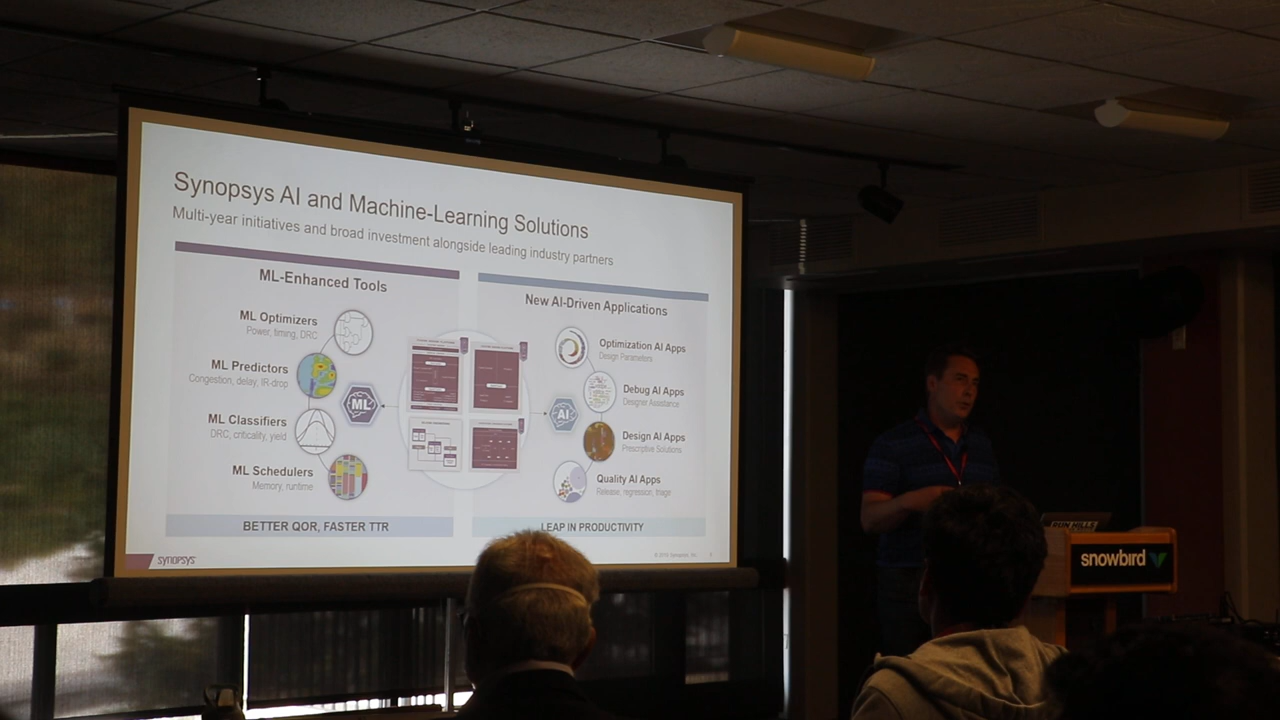 Synopsys AI and Machine-Learning Solutions
Multi-year initiatives and broad investment alongside leading industry partners
ML-Enhanced Tools
ML Optimizers
Power, timing, DRC
ML Predictors
Congestion, delay, IR-drop
ML Classifiers
DRC, criticality, yield
ML Schedulers
Memory, runtime
ML
BETTER QOR, FASTER TTR
New AI-Driven Applications
Optimization AI Apps
Design Parameters
Debug AI Apps
Designer Assistance
Design AI Apps
Prescriptive Solutions
Quality AI Apps
Release, regression, triage
AI
LEAP IN PRODUCTIVITY
SYNOPSYS
RUN HILLS
snowbird